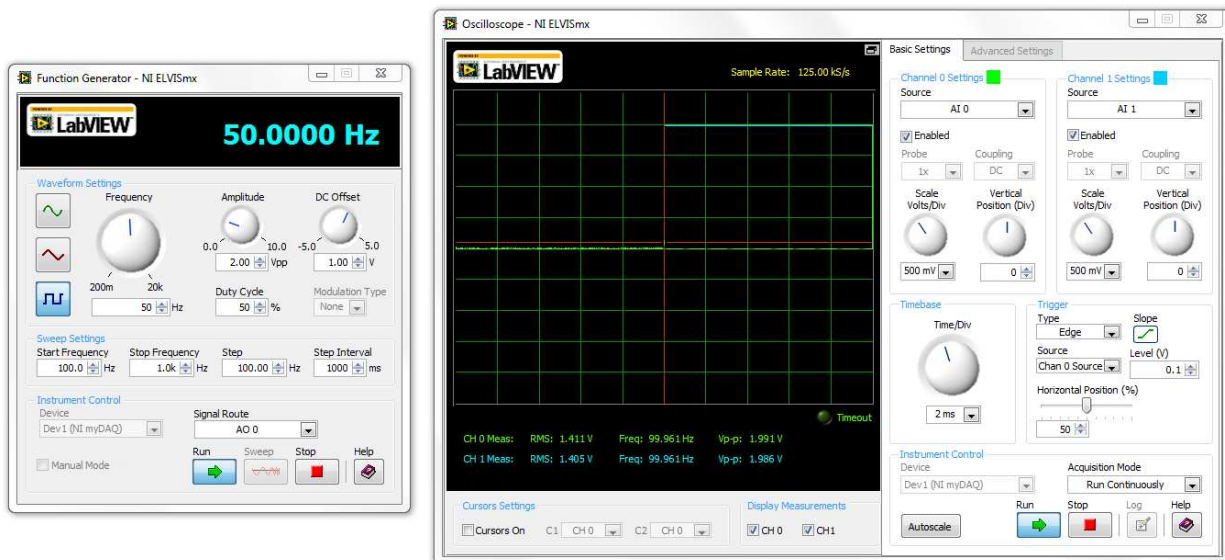 Function Generator - NI ELVISmx
POWERED BY
LabVIEW
50.0000 Hz
Waveform Settings
Frequency
Amplitude
DC Offset
0.0
10.0
-5.0
5.0
2.00 Vpp
1.00 V
200m
20k
50 Hz
Duty Cycle
50 %
Modulation Type
None
Sweep Settings
Start Frequency
Stop Frequency
Step
Step Interval
100.0 Hz
1.0k Hz
100.00 Hz
1000 ms
Instrument Control
Device
Signal Route
Dev1 (NI myDAQ)
AO 0
Manual Mode
Run
Sweep
Stop
Help
Oscilloscope - NI ELVISmx
POWERED BY
LabVIEW
Sample Rate: 125.00 kS/s
Timeout
CH 0 Meas: RMS: 1.411 V Freq: 99.961 Hz Vp-p: 1.991 V
CH 1 Meas: RMS: 1.405 V Freq: 99.961 Hz Vp-p: 1.986 V
Cursors Settings
Cursors On C1 CH 0 C2 CH 0
Display Measurements
CH 0 CH1
Basic Settings
Advanced Settings
Channel 0 Settings
Source
AI 0
Enabled
Probe
Coupling
1x
DC
Scale
Volts/Div
Vertical
Position (Div)
500 mV
0
Channel 1 Settings
Source
AI 1
Enabled
Probe
Coupling
1x
DC
Scale
Volts/Div
Vertical
Position (Div)
500 mV
0
Timebase
Time/Div
2 ms
Trigger
Type
Slope
Edge
Source
Level (V)
Chan 0 Source
0.1
Horizontal Position (%)
50
Instrument Control
Device
Acquisition Mode
Dev1 (NI myDAQ)
Run Continuously
Autoscale
Run
Stop
Log
Help